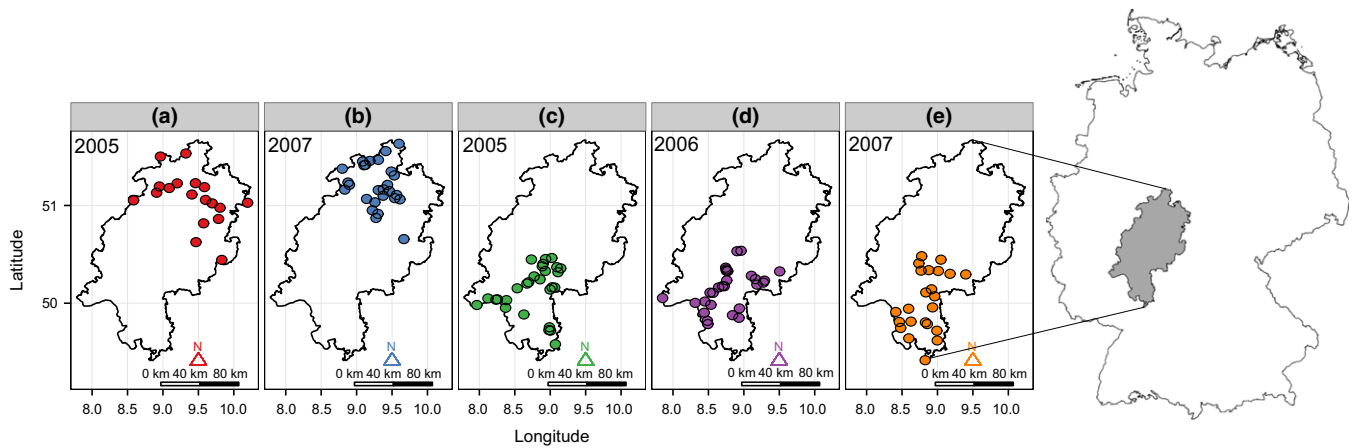 (a) (b) (c) (d) (e)
2005 2007 2005 2006 2007
Latitude
51
50
N N N N N
0 km 40 km 80 km 0 km 40 km 80 km 0 km 40 km 80 km 0 km 40 km 80 km 0 km 40 km 80 km
8.0 8.5 9.0 9.5 10.0 8.0 8.5 9.0 9.5 10.0 8.0 8.5 9.0 9.5 10.0 8.0 8.5 9.0 9.5 10.0 8.0 8.5 9.0 9.5 10.0
Longitude